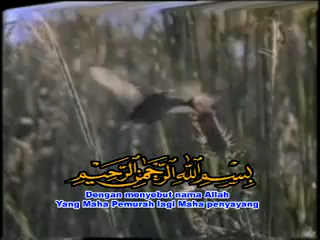 بِسْمِ اللَّهِ الرَّحْمَٰنِ الرَّحِيمِ
Dengan menyebut nama Allah
Yang Maha Pemurah lagi Maha penyayang